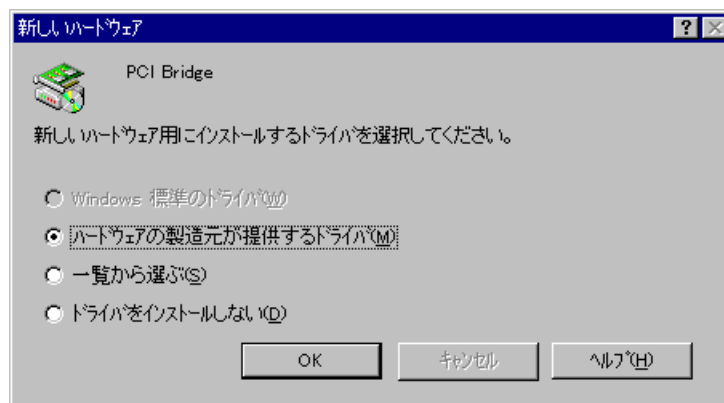 新しいﾊｰﾄﾞｳｪｱ
PCI Bridge
新しいﾊｰﾄﾞｳｪｱ用にｲﾝｽﾄｰﾙするﾄﾞﾗｲﾊﾞを選択してください。
Windows 標準のﾄﾞﾗｲﾊﾞ(W)
ﾊｰﾄﾞｳｪｱの製造元が提供するﾄﾞﾗｲﾊﾞ(M)
一覧から選ぶ(S)
ﾄﾞﾗｲﾊﾞをｲﾝｽﾄｰﾙしない(D)
OK ｷｬﾝｾﾙ ﾍﾙﾌﾟ(H)